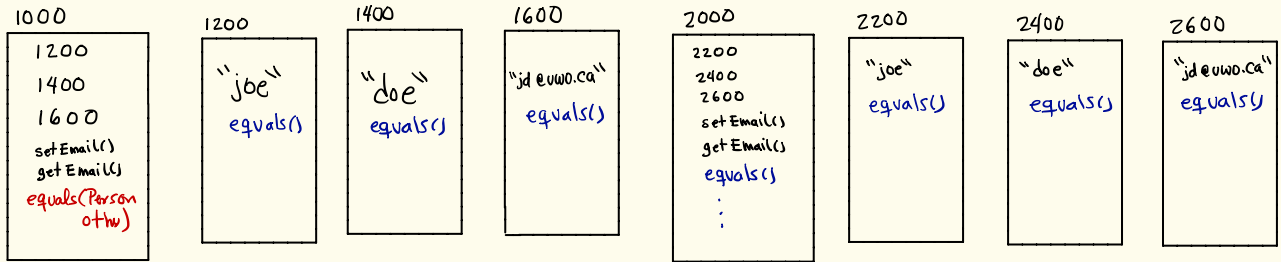 1000
1200
1400
1600
setEmail()
getEmail()
equals(Person
other)
1200
"joe"
equals()
1400
"doe"
equals()
1600
"jd@uwo.ca"
equals()
2000
2200
2400
2600
setEmail()
getEmail()
equals()
2200
"joe"
equals()
2400
"doe"
equals()
2600
"jd@uwo.ca"
equals()